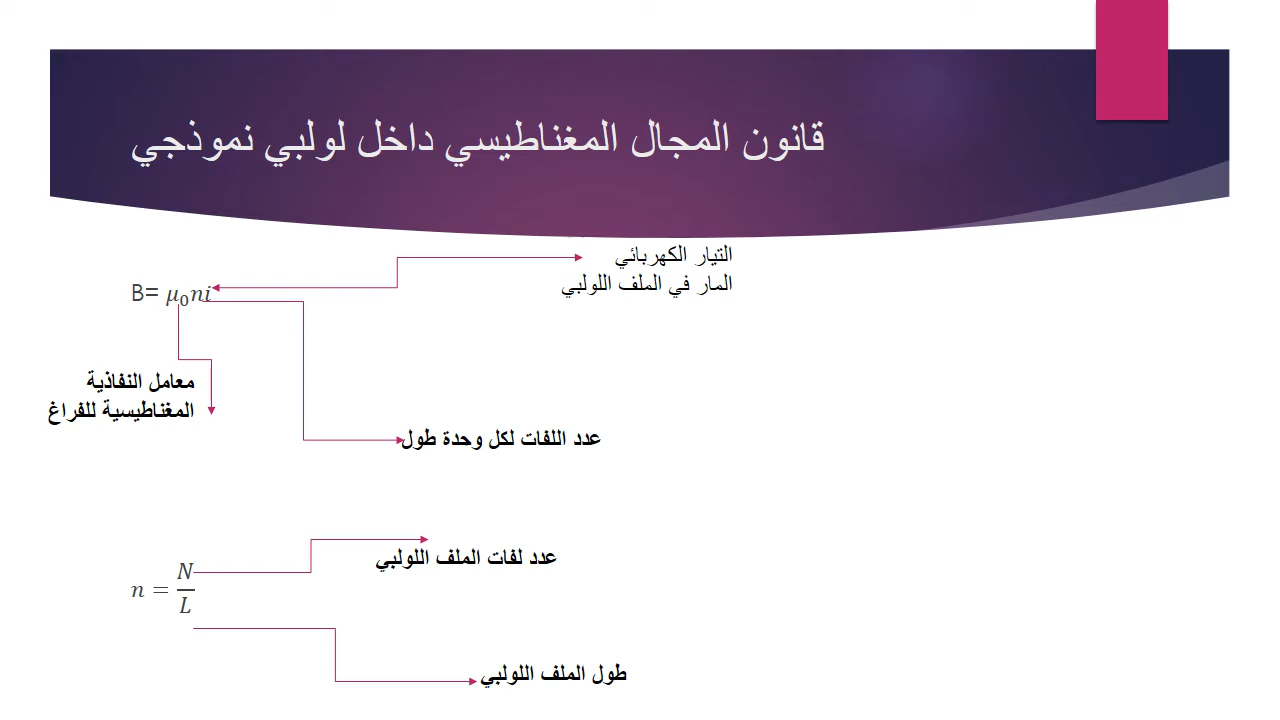 قانون المجال المغناطيسي داخل لولبي نموذجي
التيار الكهربائي
المار في الملف اللولبي
B= μ₀ni
معامل النفاذية
المغناطيسية للفراغ
عدد اللفات لكل وحدة طول
عدد لفات الملف اللولبي
n = N/L
طول الملف اللولبي